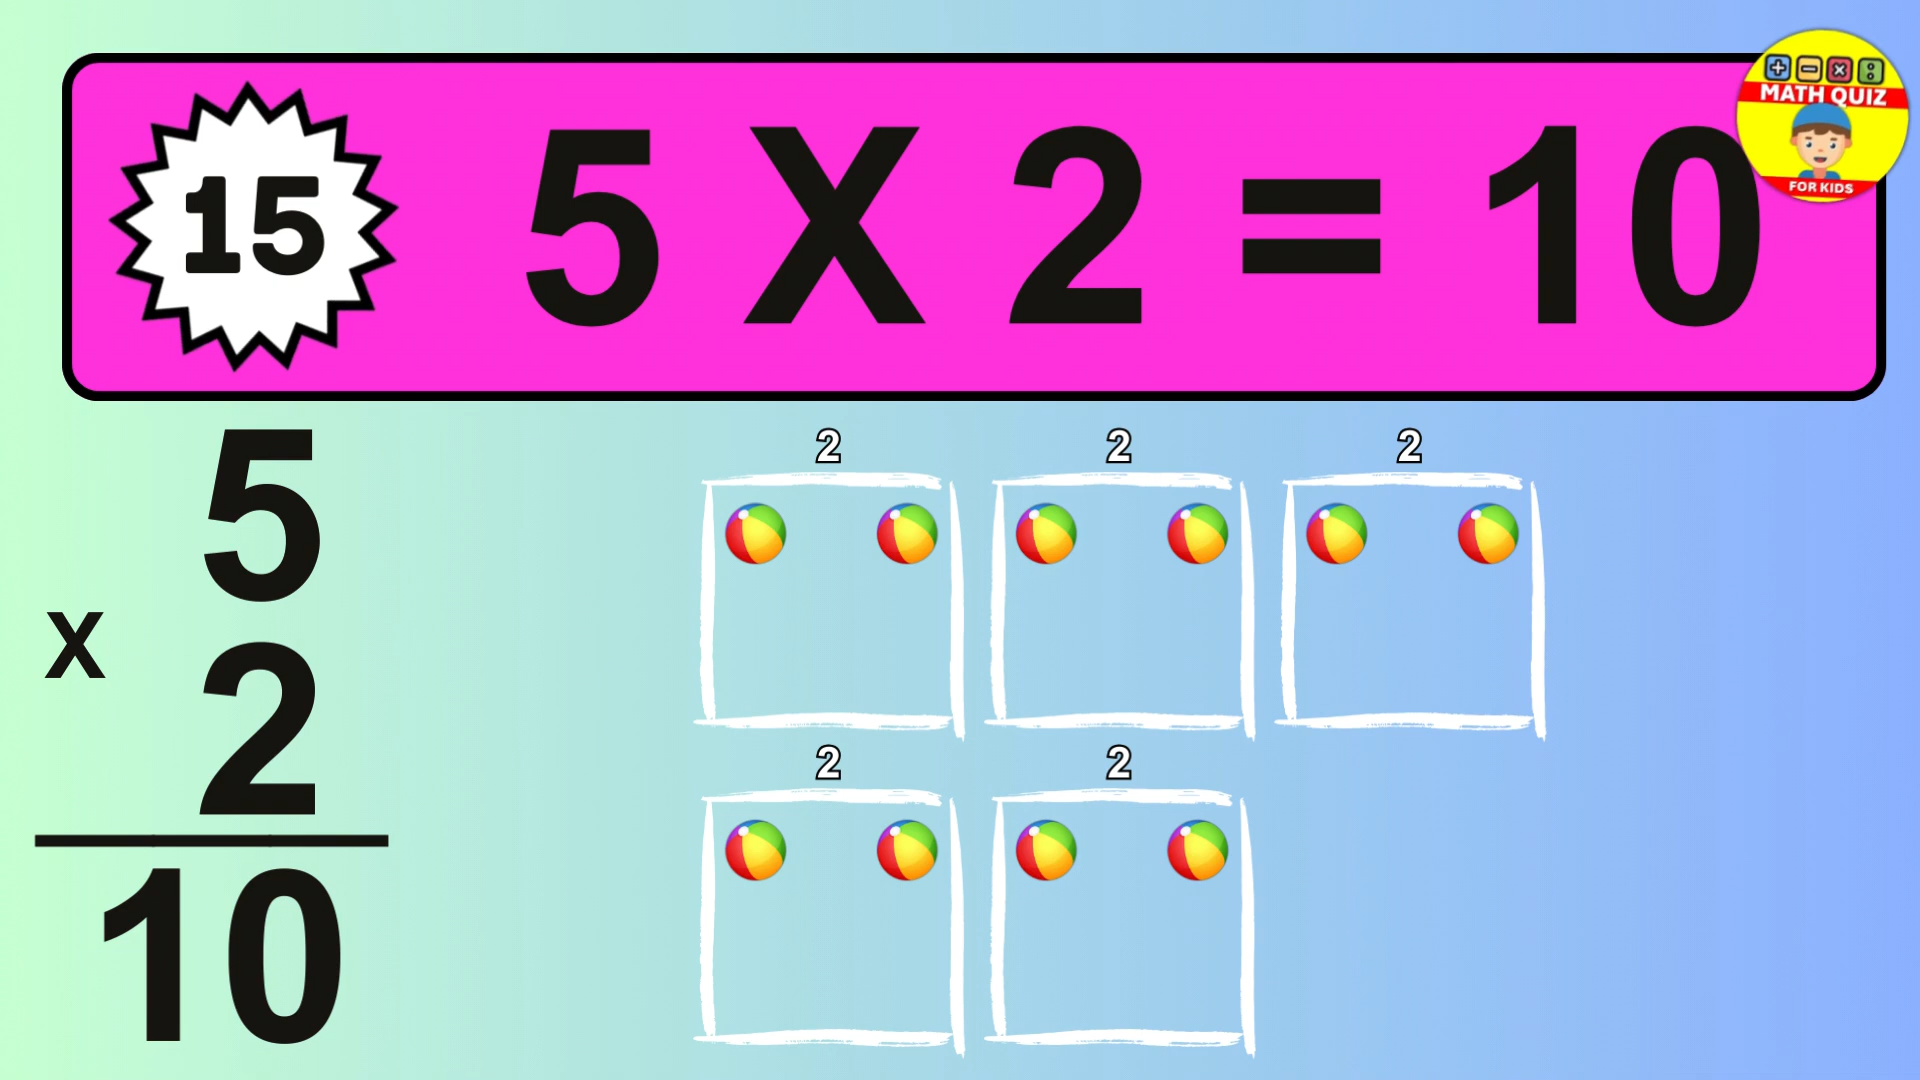 15
5 X 2 = 10
+ − × :
MATH QUIZ
FOR KIDS
5
X
2
10
2 2 2
2 2